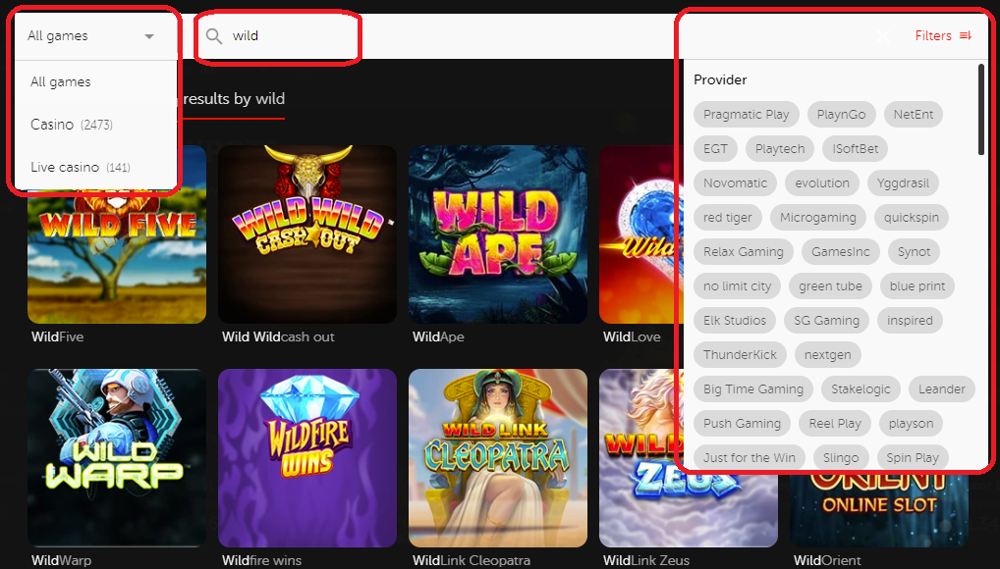 All games
wild
Filters
All games
Casino (2473)
Live casino (141)
results by wild
Provider
Pragmatic Play PlaynGo NetEnt
EGT Playtech iSoftBet
Novomatic evolution Yggdrasil
red tiger Microgaming quickspin
Relax Gaming GamesInc Synot
no limit city green tube blue print
Elk Studios SG Gaming inspired
ThunderKick nextgen
Big Time Gaming Stakelogic Leander
Push Gaming Reel Play playson
Just for the Win Slingo Spin Play
WILD FIVE
WILD WILD
CASH OUT
WILD
APE
Wild
WildFive
Wild Wildcash out
WildApe
WildLove
WILD
WARP
WILDFIRE
WINS
WILD LINK
CLEOPATRA
WILD
ZEUS
ORIENT
ONLINE SLOT
WildWarp
Wildfire wins
WildLink Cleopatra
WildLink Zeus
WildOrient